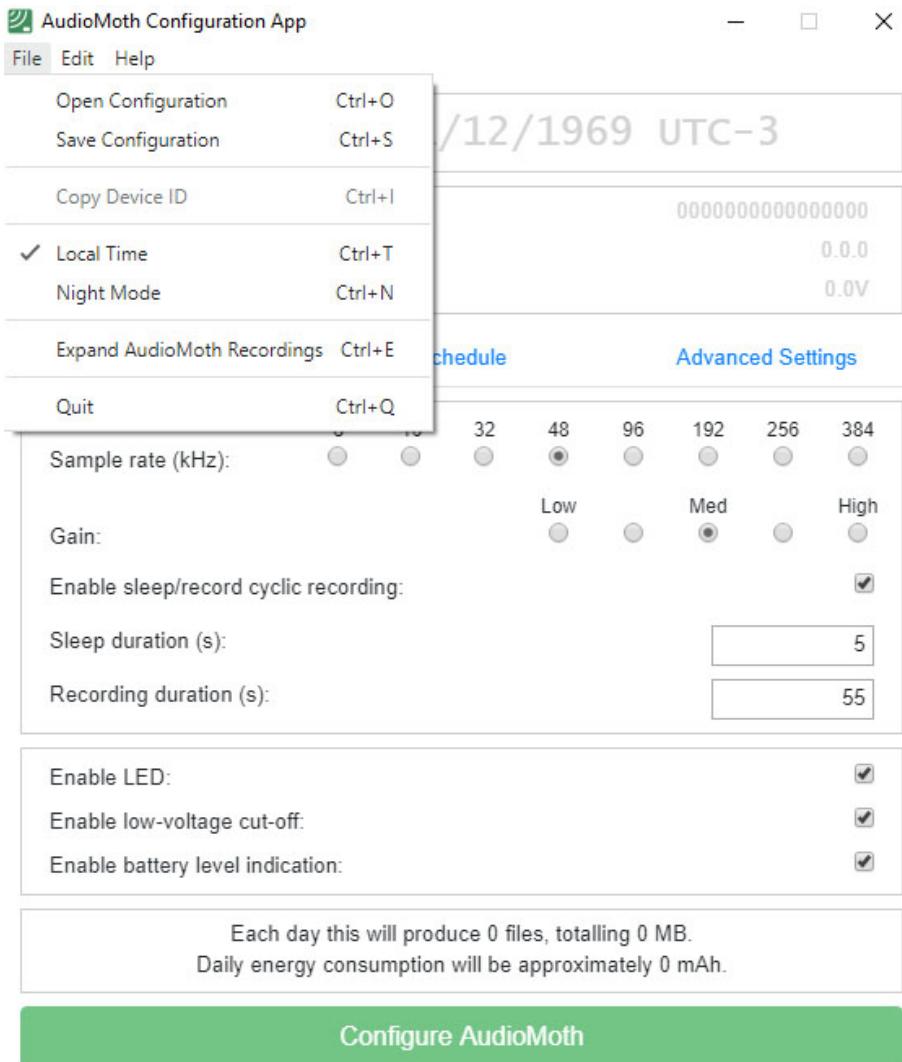 AudioMoth Configuration App
File Edit Help
Open Configuration Ctrl+O
Save Configuration Ctrl+S
/12/1969 UTC-3
Copy Device ID Ctrl+I
0000000000000000
Local Time Ctrl+T
0.0.0
Night Mode Ctrl+N
0.0V
Expand AudioMoth Recordings Ctrl+E
Advanced Settings
Quit Ctrl+Q
32 48 96 192 256 384
Sample rate (kHz):
Low Med High
Gain:
Enable sleep/record cyclic recording:
Sleep duration (s): 5
Recording duration (s): 55
Enable LED:
Enable low-voltage cut-off:
Enable battery level indication:
Each day this will produce 0 files, totalling 0 MB.
Daily energy consumption will be approximately 0 mAh.
Configure AudioMoth